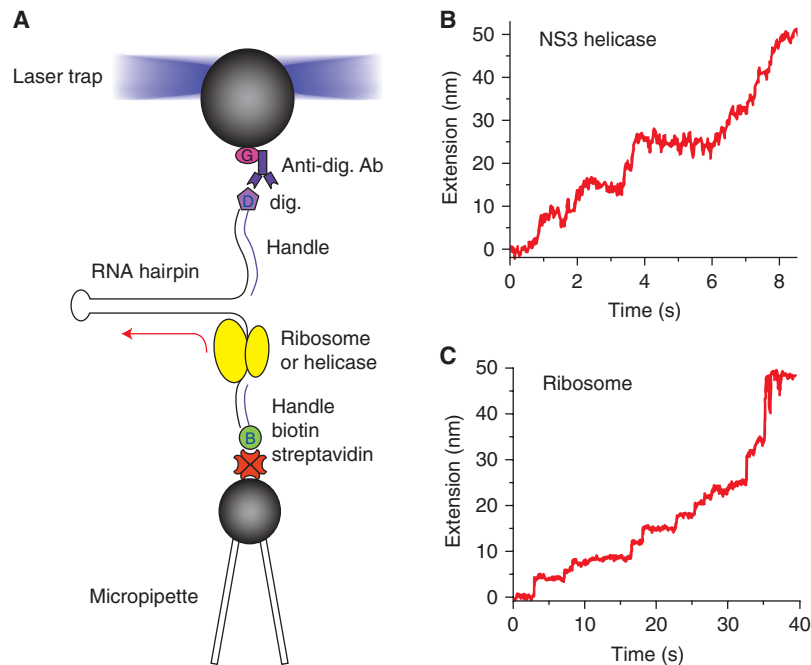 A
Laser trap
G
Anti-dig. Ab
D
dig.
Handle
RNA hairpin
Ribosome
or helicase
Handle
biotin
B
streptavidin
Micropipette
B
NS3 helicase
Extension (nm)
50
40
30
20
10
0
0 2 4 6 8
Time (s)
C
Ribosome
Extension (nm)
50
40
30
20
10
0
0 10 20 30 40
Time (s)